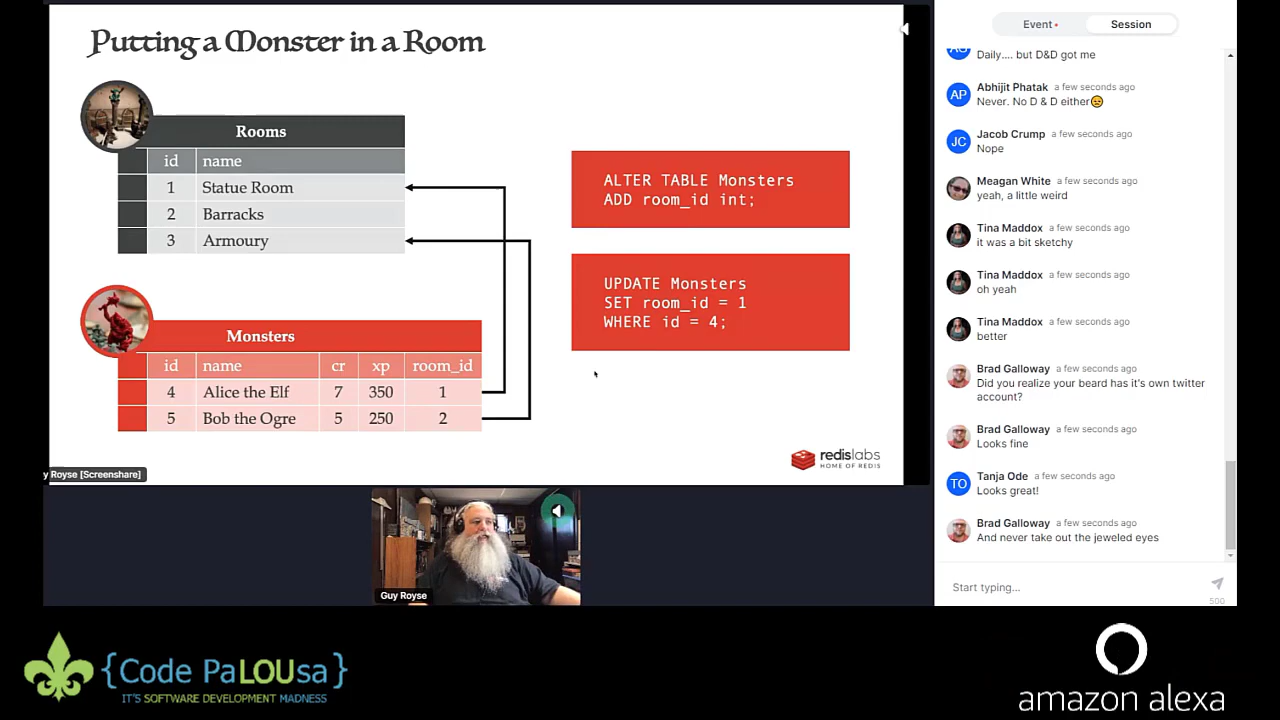 Putting a Monster in a Room
Rooms
id name
1 Statue Room
2 Barracks
3 Armoury
Monsters
id name cr xp room_id
4 Alice the Elf 7 350 1
5 Bob the Ogre 5 250 2
ALTER TABLE Monsters
ADD room_id int;
UPDATE Monsters
SET room_id = 1
WHERE id = 4;
redislabs
HOME OF REDIS
y Royse [Screenshare]
Guy Royse
Event
Session
Daily.... but D&D got me
AP
Abhijit Phatak a few seconds ago
Never. No D & D either😣
JC
Jacob Crump a few seconds ago
Nope
Meagan White a few seconds ago
yeah, a little weird
Tina Maddox a few seconds ago
it was a bit sketchy
Tina Maddox a few seconds ago
oh yeah
Tina Maddox a few seconds ago
better
Brad Galloway a few seconds ago
Did you realize your beard has it's own twitter
account?
Brad Galloway a few seconds ago
Looks fine
TO
Tanja Ode a few seconds ago
Looks great!
Brad Galloway a few seconds ago
And never take out the jeweled eyes
Start typing...
500
{Code PaLOUsa}
IT'S SOFTWARE DEVELOPMENT MADNESS
amazon alexa